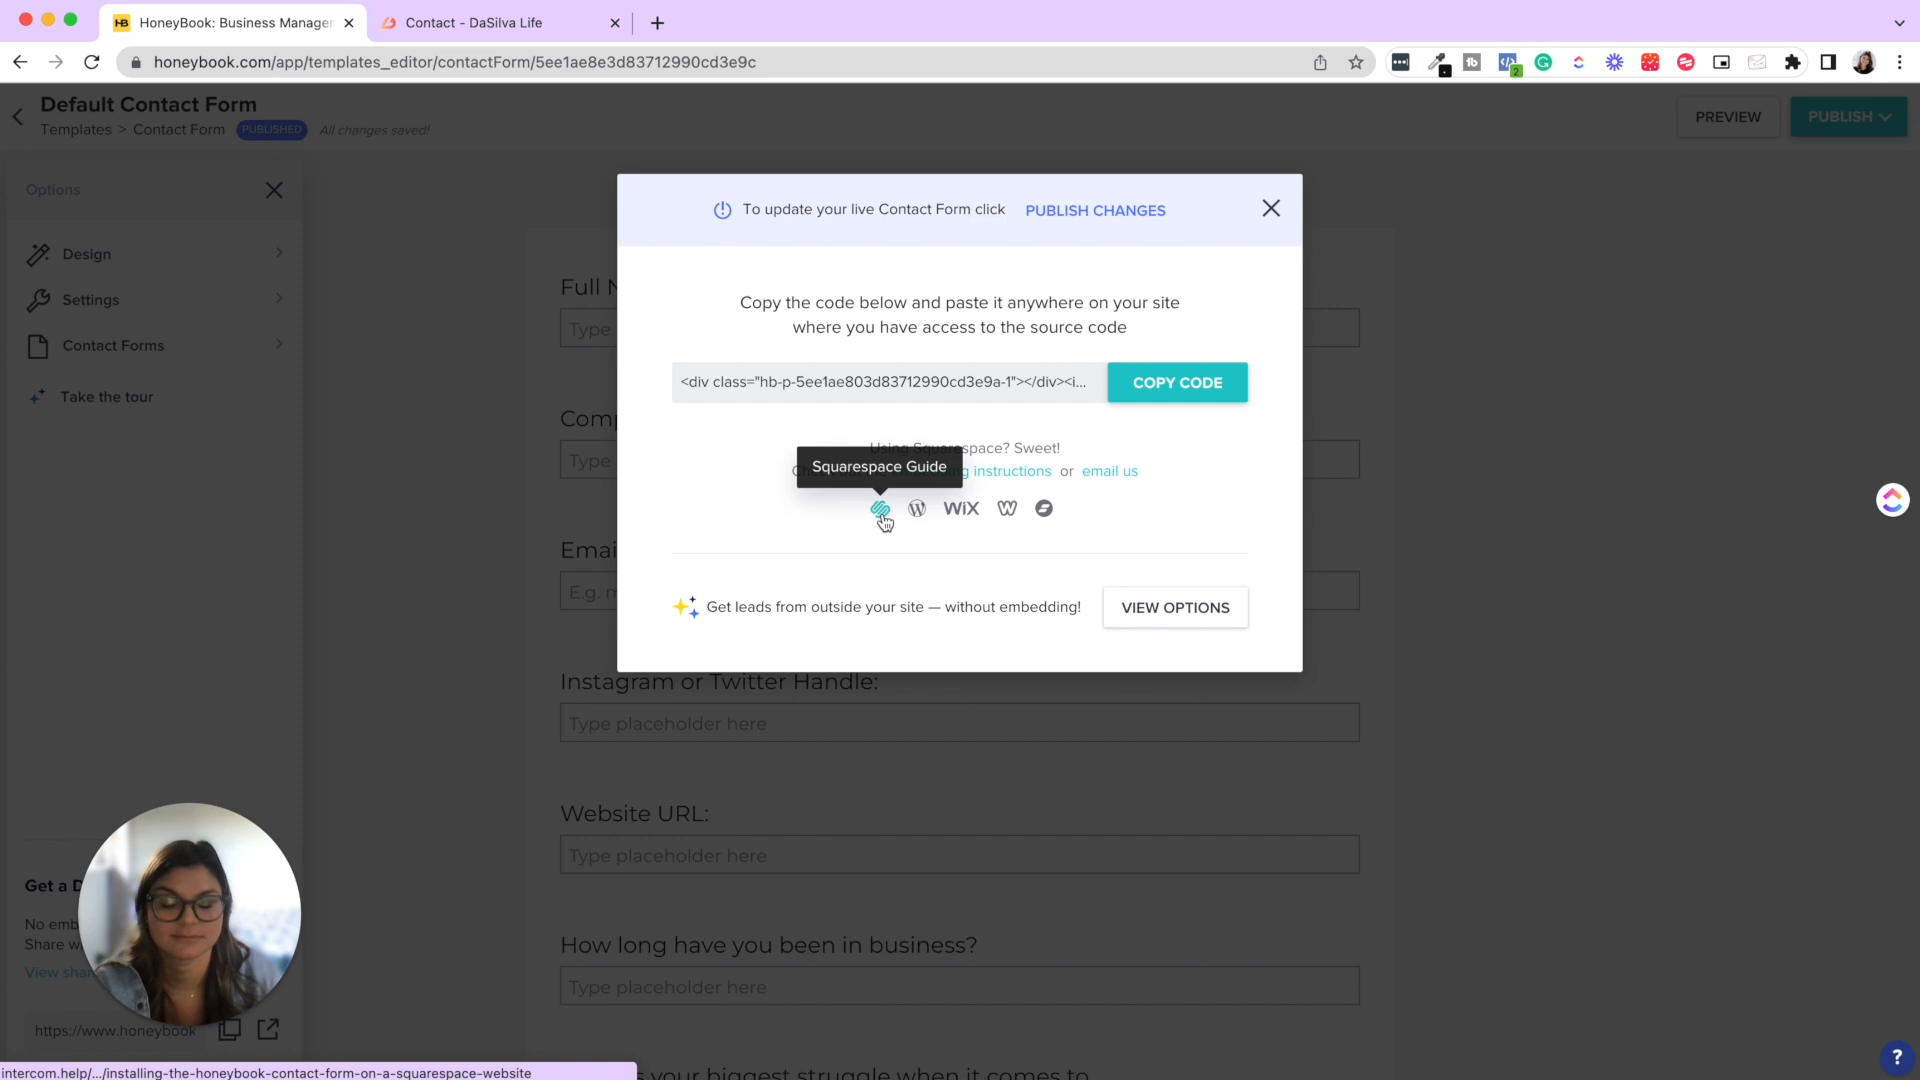 HoneyBook: Business Manager
Contact - DaSilva Life
honeybook.com/app/templates_editor/contactForm/5ee1ae8e3d83712990cd3e9c
2
Default Contact Form
Templates > Contact Form PUBLISHED All changes saved!
PREVIEW
PUBLISH
Options
Design
Settings
Contact Forms
Take the tour
To update your live Contact Form click PUBLISH CHANGES
Copy the code below and paste it anywhere on your site
where you have access to the source code
<div class="hb-p-5ee1ae803d83712990cd3e9a-1"></div><i...
COPY CODE
Using Squarespace? Sweet!
Squarespace Guide
instructions or email us
WiX
Get leads from outside your site — without embedding!
VIEW OPTIONS
Full N
Type
Comp
Type
Emai
E.g. m
Instagram or Twitter Handle:
Type placeholder here
Website URL:
Type placeholder here
How long have you been in business?
Type placeholder here
your biggest struggle when it comes to
Get a D
No emb
Share w
View shar
https://www.honeybook
intercom.help/.../installing-the-honeybook-contact-form-on-a-squarespace-website
?